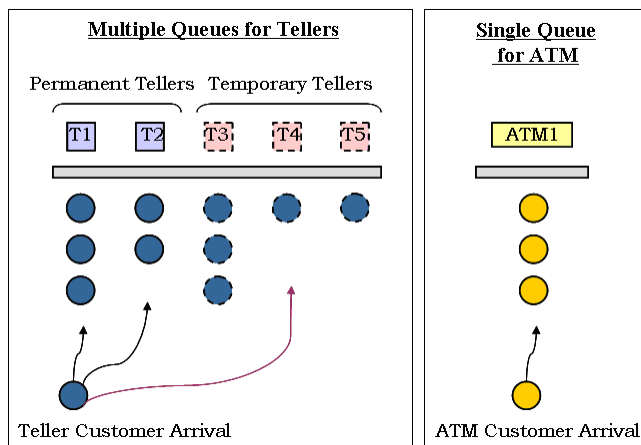 Multiple Queues for Tellers
Permanent Tellers
Temporary Tellers
T1
T2
T3
T4
T5
Teller Customer Arrival
Single Queue
for ATM
ATM1
ATM Customer Arrival